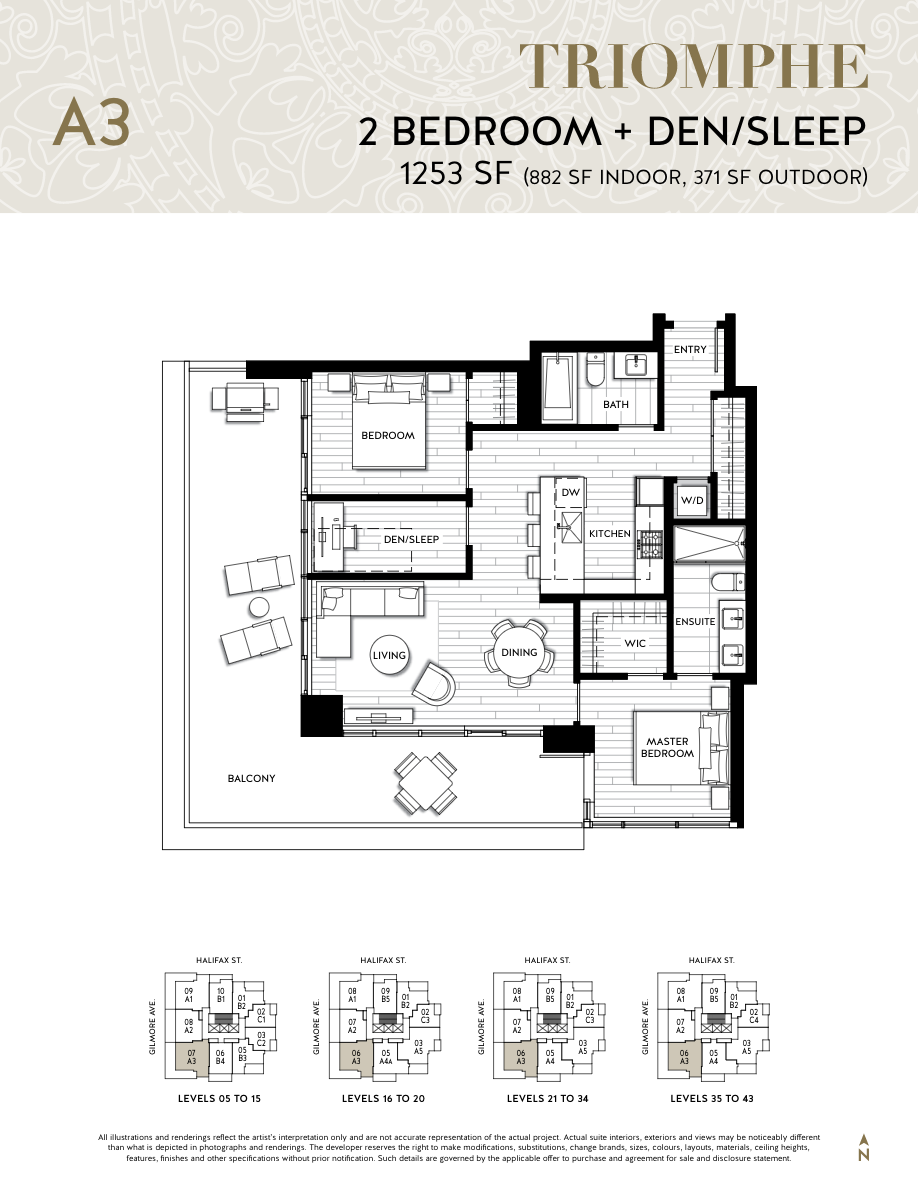 TRIOMPHE
A3
2 BEDROOM + DEN/SLEEP
1253 SF (882 SF INDOOR, 371 SF OUTDOOR)
ENTRY
BATH
BEDROOM
W/D
DW
KITCHEN
DEN/SLEEP
ENSUITE
WIC
LIVING
DINING
MASTER
BEDROOM
BALCONY
HALIFAX ST.
GILMORE AVE.
09
A1
10
B1
01
B2
02
C1
08
A2
03
C2
07
A3
06
B4
05
B3
LEVELS 05 TO 15
HALIFAX ST.
GILMORE AVE.
08
A1
09
B5
01
B2
02
C3
07
A2
03
A5
06
A3
05
A4A
LEVELS 16 TO 20
HALIFAX ST.
GILMORE AVE.
08
A1
09
B5
01
B2
02
C3
07
A2
03
A5
06
A3
05
A4
LEVELS 21 TO 34
HALIFAX ST.
GILMORE AVE.
08
A1
09
B5
01
B2
02
C4
07
A2
03
A5
06
A3
05
A4
LEVELS 35 TO 43
All illustrations and renderings reflect the artist's interpretation only and are not accurate representation of the actual project. Actual suite interiors, exteriors and views may be noticeably different
than what is depicted in photographs and renderings. The developer reserves the right to make modifications, substitutions, change brands, sizes, colours, layouts, materials, ceiling heights,
features, finishes and other specifications without prior notification. Such details are governed by the applicable offer to purchase and agreement for sale and disclosure statement.
N